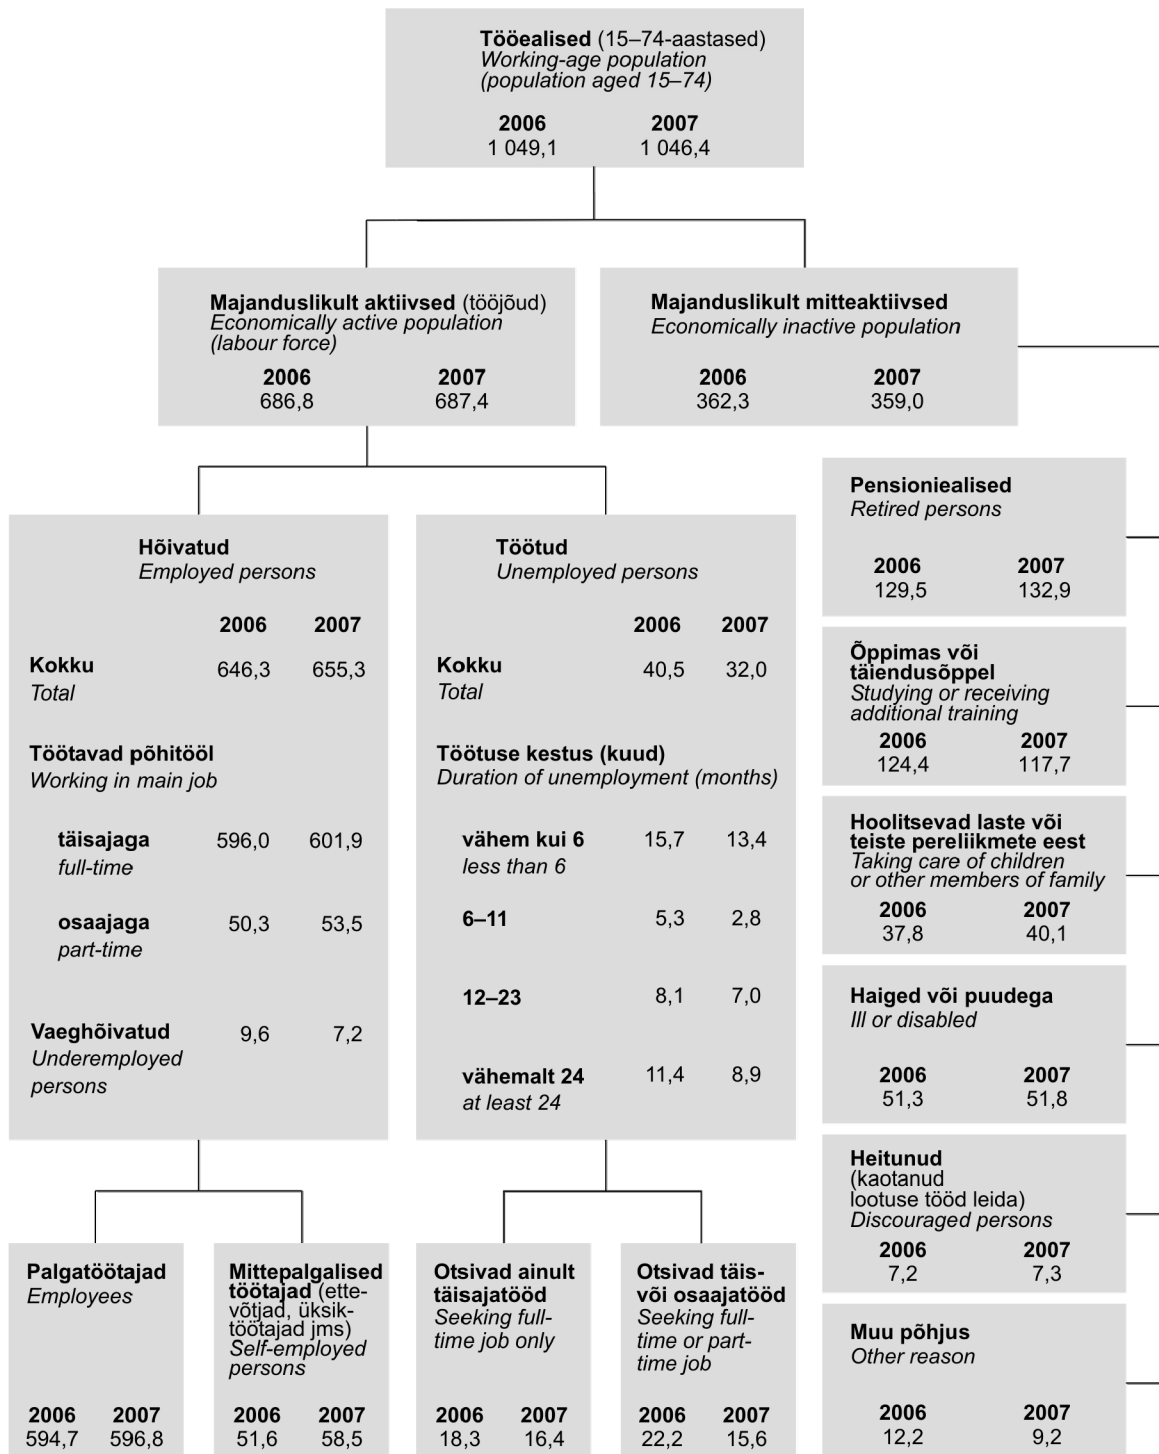 Tööealised (15–74-aastased)
Working-age population
(population aged 15–74)
2006 2007
1 049,1 1 046,4
Majanduslikult aktiivsed (tööjõud)
Economically active population
(labour force)
2006 2007
686,8 687,4
Majanduslikult mitteaktiivsed
Economically inactive population
2006 2007
362,3 359,0
Hõivatud
Employed persons
2006 2007
Kokku 646,3 655,3
Total
Töötavad põhitööl
Working in main job
täisajaga 596,0 601,9
full-time
osaajaga 50,3 53,5
part-time
Vaeghõivatud 9,6 7,2
Underemployed
persons
Töötud
Unemployed persons
2006 2007
Kokku 40,5 32,0
Total
Töötuse kestus (kuud)
Duration of unemployment (months)
vähem kui 6 15,7 13,4
less than 6
6–11 5,3 2,8
12–23 8,1 7,0
vähemalt 24 11,4 8,9
at least 24
Pensioniealised
Retired persons
2006 2007
129,5 132,9
Õppimas või
täiendusõppel
Studying or receiving
additional training
2006 2007
124,4 117,7
Hoolitsevad laste või
teiste pereliikmete eest
Taking care of children
or other members of family
2006 2007
37,8 40,1
Haiged või puudega
Ill or disabled
2006 2007
51,3 51,8
Heitunud
(kaotanud
lootuse tööd leida)
Discouraged persons
2006 2007
7,2 7,3
Muu põhjus
Other reason
2006 2007
12,2 9,2
Palgatöötajad
Employees
2006 2007
594,7 596,8
Mittepalgalised
töötajad (ette-
võtjad, üksik-
töötajad jms)
Self-employed
persons
2006 2007
51,6 58,5
Otsivad ainult
täisajatööd
Seeking full-
time job only
2006 2007
18,3 16,4
Otsivad täis-
või osaajatööd
Seeking full-
time or part-
time job
2006 2007
22,2 15,6